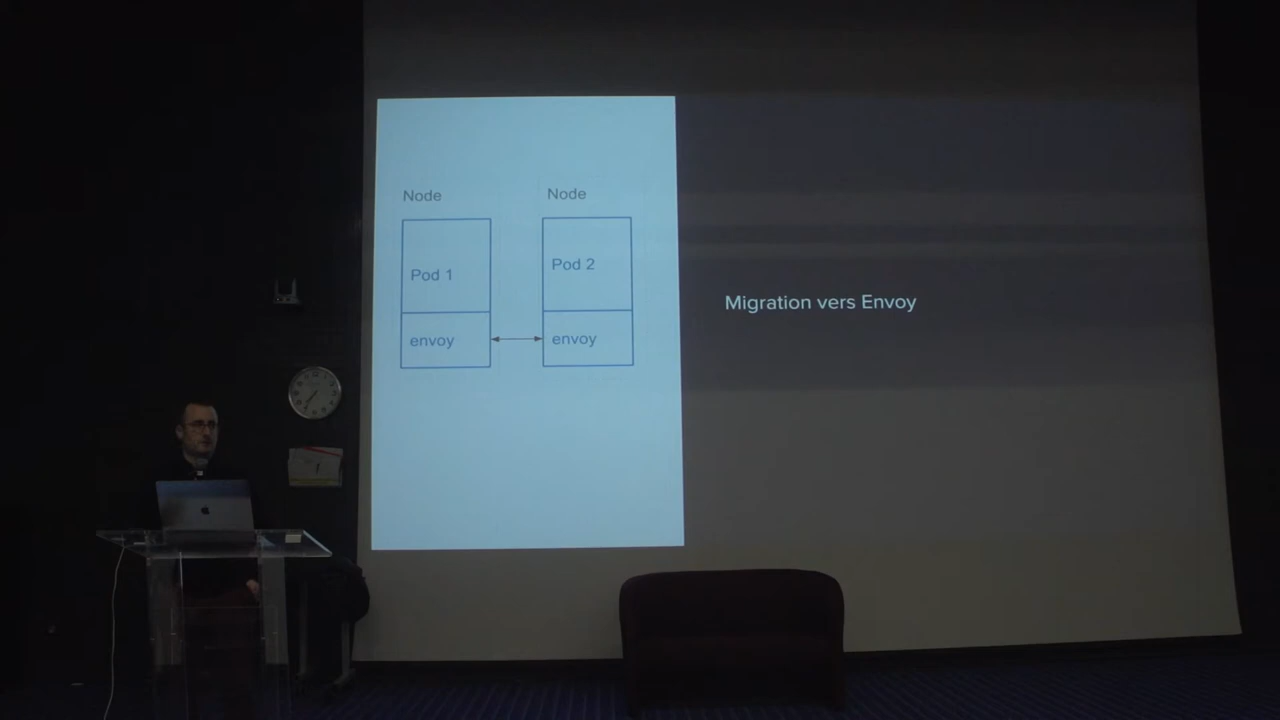 Node
Node
Pod 1
Pod 2
envoy
envoy
Migration vers Envoy